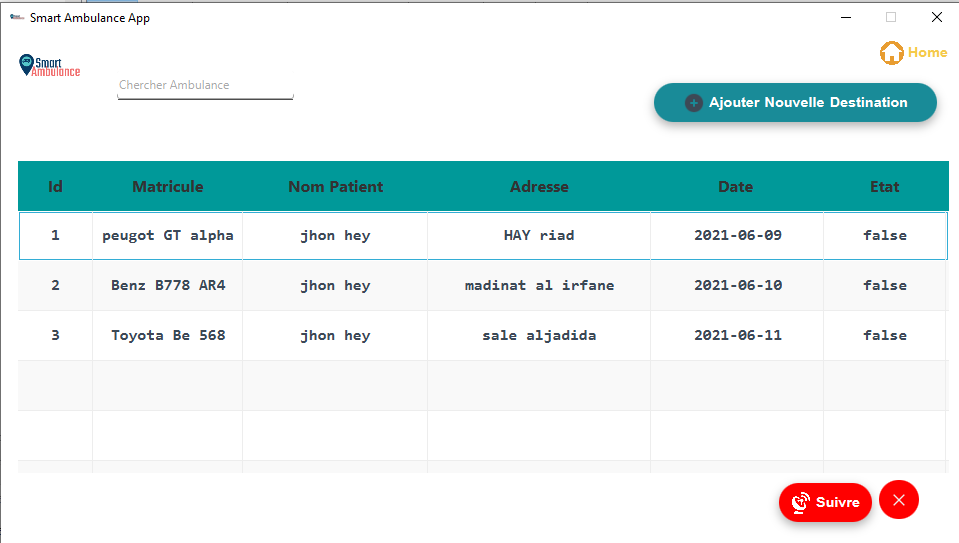 Smart Ambulance App
Home
Smart
Ambulance
Chercher Ambulance
Ajouter Nouvelle Destination
Id Matricule Nom Patient Adresse Date Etat
1 peugot GT alpha jhon hey HAY riad 2021-06-09 false
2 Benz B778 AR4 jhon hey madinat al irfane 2021-06-10 false
3 Toyota Be 568 jhon hey sale aljadida 2021-06-11 false
Suivre